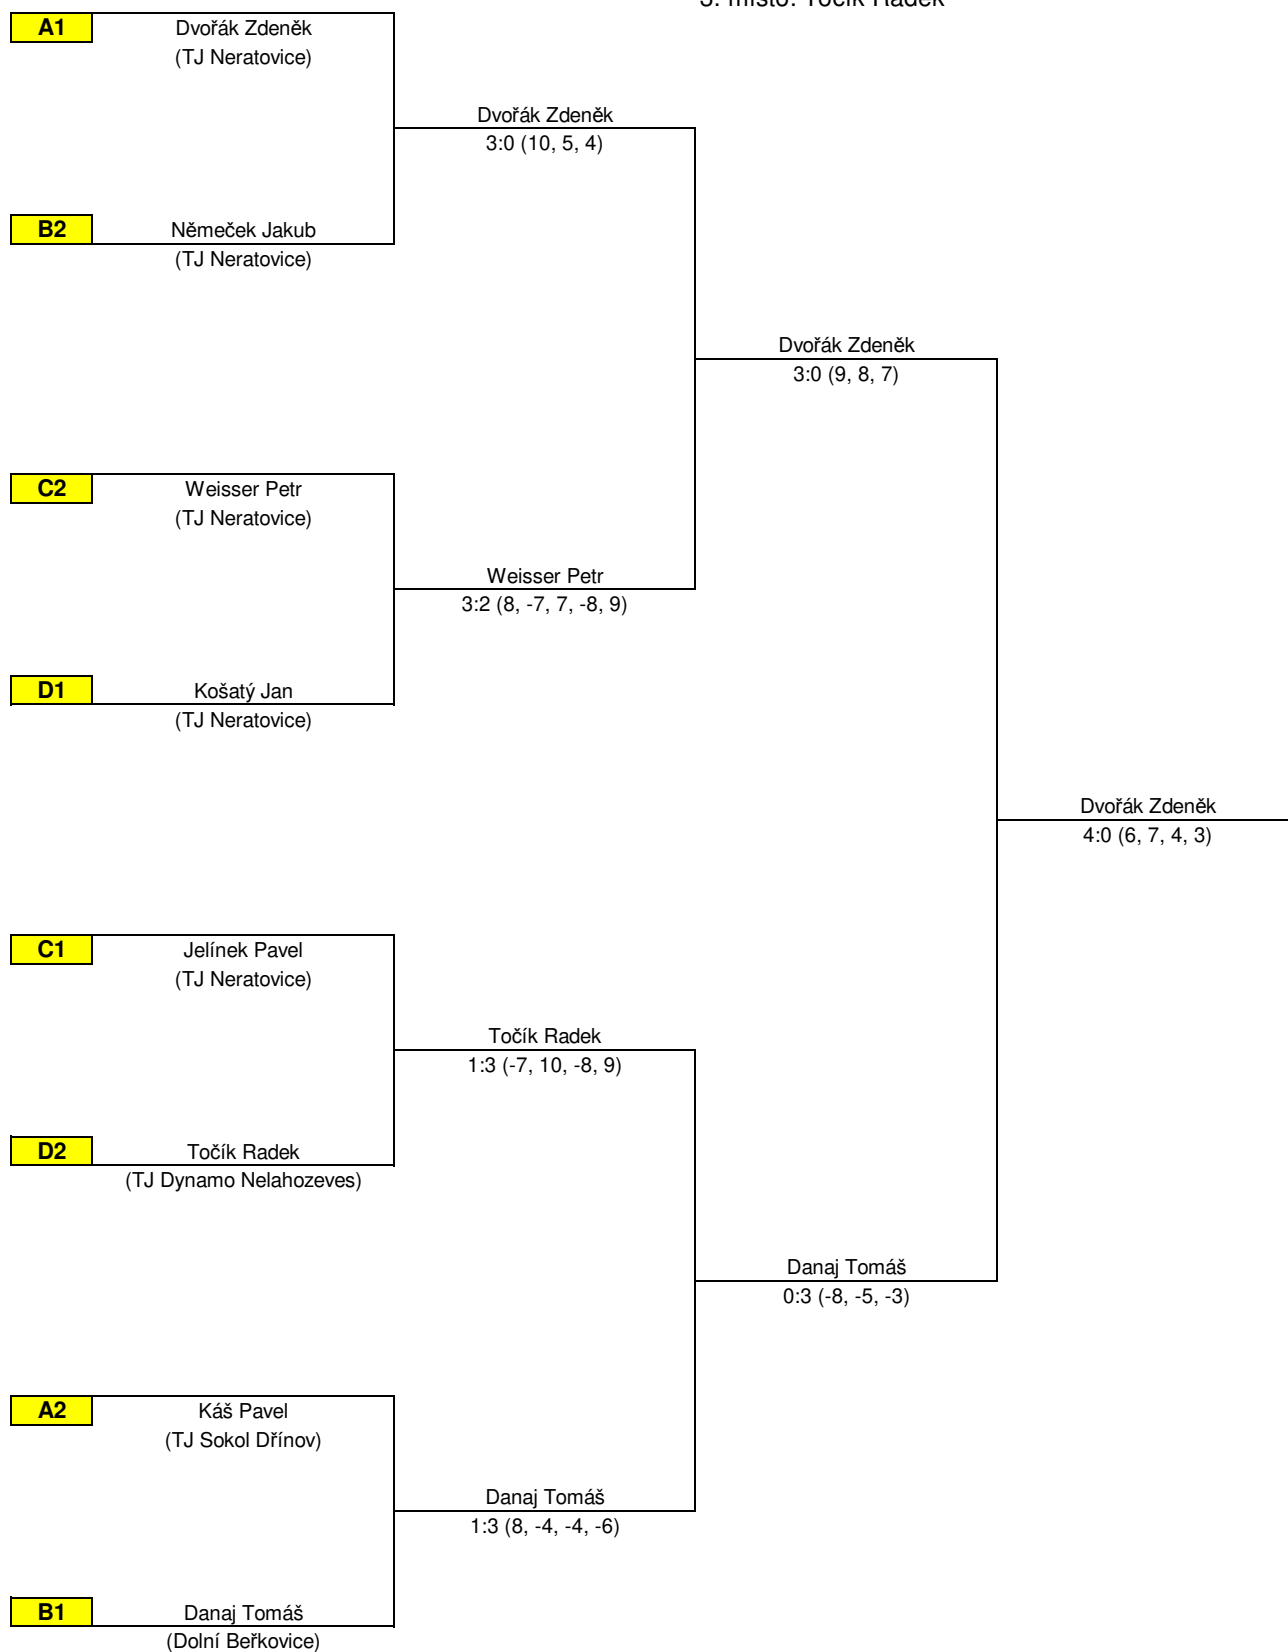 3. místo: Točík Radek
A1 Dvořák Zdeněk
(TJ Neratovice)
Dvořák Zdeněk
3:0 (10, 5, 4)
B2 Němeček Jakub
(TJ Neratovice)
Dvořák Zdeněk
3:0 (9, 8, 7)
C2 Weisser Petr
(TJ Neratovice)
Weisser Petr
3:2 (8, -7, 7, -8, 9)
D1 Košatý Jan
(TJ Neratovice)
Dvořák Zdeněk
4:0 (6, 7, 4, 3)
C1 Jelínek Pavel
(TJ Neratovice)
Točík Radek
1:3 (-7, 10, -8, 9)
D2 Točík Radek
(TJ Dynamo Nelahozeves)
Danaj Tomáš
0:3 (-8, -5, -3)
A2 Káš Pavel
(TJ Sokol Dřínov)
Danaj Tomáš
1:3 (8, -4, -4, -6)
B1 Danaj Tomáš
(Dolní Beřkovice)